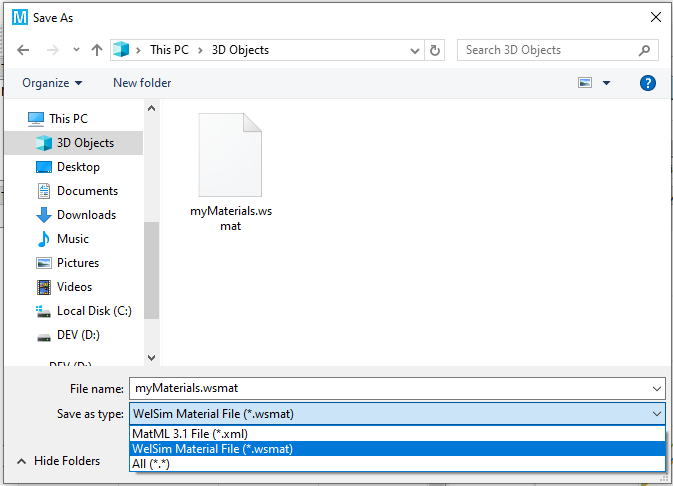 M Save As
This PC > 3D Objects
Search 3D Objects
Organize New folder ?
This PC
3D Objects
Desktop
Documents
Downloads
Music
Pictures
Videos
Local Disk (C:)
DEV (D:)
DEV (D:)
myMaterials.ws
mat
File name: myMaterials.wsmat
Save as type: WelSim Material File (*.wsmat)
MatML 3.1 File (*.xml)
WelSim Material File (*.wsmat)
All (*.*)
Hide Folders